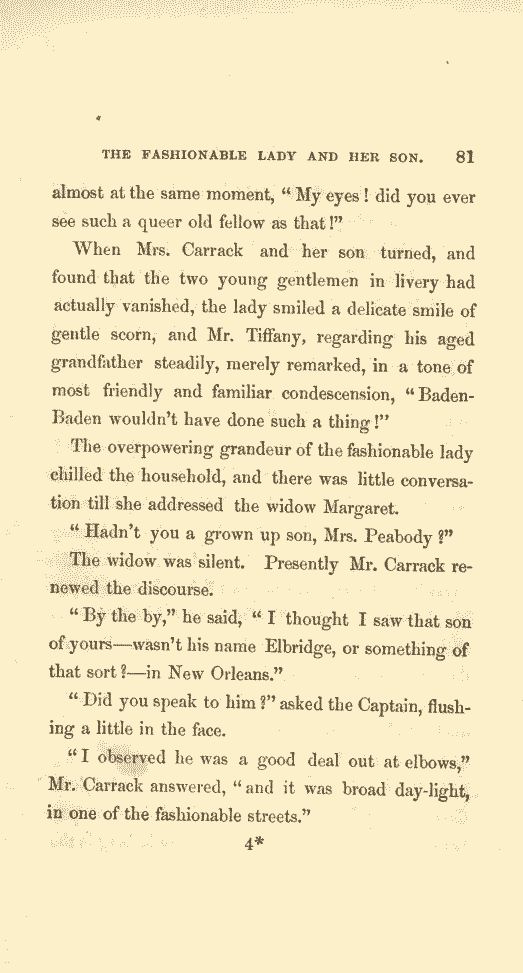 THE FASHIONABLE LADY AND HER SON. 81
almost at the same moment, “ My eyes ! did you ever
see such a queer old fellow as that !”
When Mrs. Carrack and her son turned, and
found that the two young gentlemen in livery had
actually vanished, the lady smiled a delicate smile of
gentle scorn, and Mr. Tiffany, regarding his aged
grandfather steadily, merely remarked, in a tone of
most friendly and familiar condescension, “ Baden-
Baden wouldn’t have done such a thing !”
The overpowering grandeur of the fashionable lady
chilled the household, and there was little conversa-
tion till she addressed the widow Margaret.
“ Hadn’t you a grown up son, Mrs. Peabody ?”
The widow was silent. Presently Mr. Carrack re-
newed the discourse.
“ By the by,” he said, “ I thought I saw that son
of yours—wasn’t his name Elbridge, or something of
that sort ?—in New Orleans.”
“ Did you speak to him ?” asked the Captain, flush-
ing a little in the face.
“ I observed he was a good deal out at elbows,”
Mr. Carrack answered, “ and it was broad day-light,
in one of the fashionable streets.”
4*